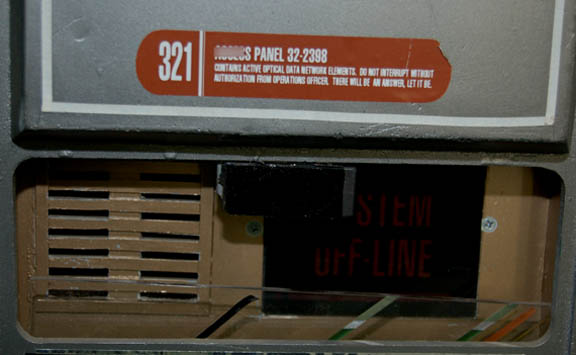 321
PANEL 32-2398
CONTAINS ACTIVE OPTICAL DATA NETWORK ELEMENTS. DO NOT INTERRUPT WITHOUT
AUTHORIZATION FROM OPERATIONS OFFICER. THERE WILL BE AN ANSWER, LET IT BE.
STEM
OFF-LINE